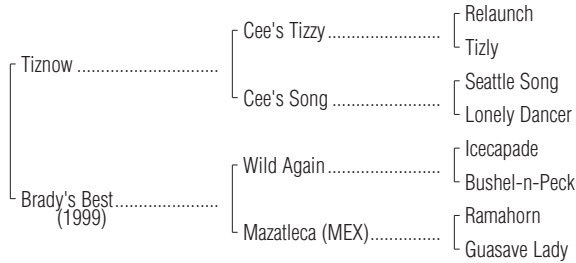 Relaunch
Cee's Tizzy
Tizly
Tiznow
Seattle Song
Cee's Song
Lonely Dancer
Icecapade
Wild Again
Bushel-n-Peck
Brady's Best
(1999)
Ramahorn
Mazatleca (MEX)
Guasave Lady